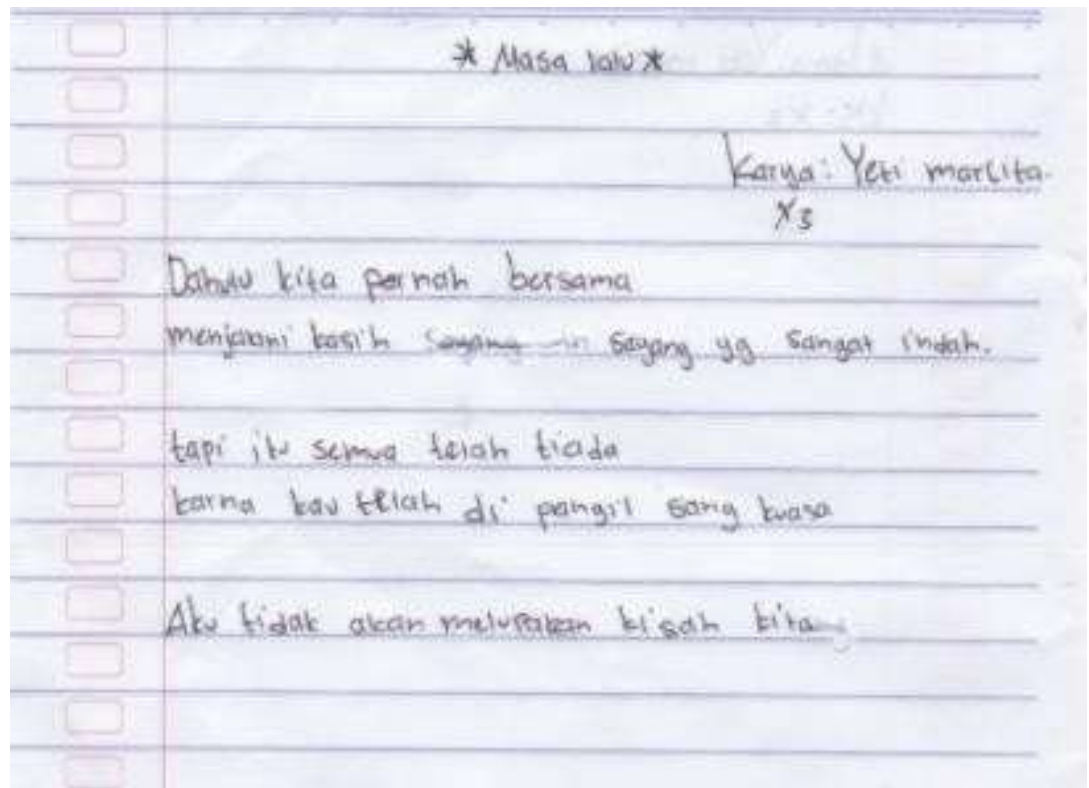 * Masa lalu *
Karya: Yeti marlita.
X3
Dahulu kita pernah bersama
menjalani kasih sayang yg sangat indah.
tapi itu semua telah tiada
karna kau telah di pangil sang kuasa
Aku tidak akan melupakan kisah kita